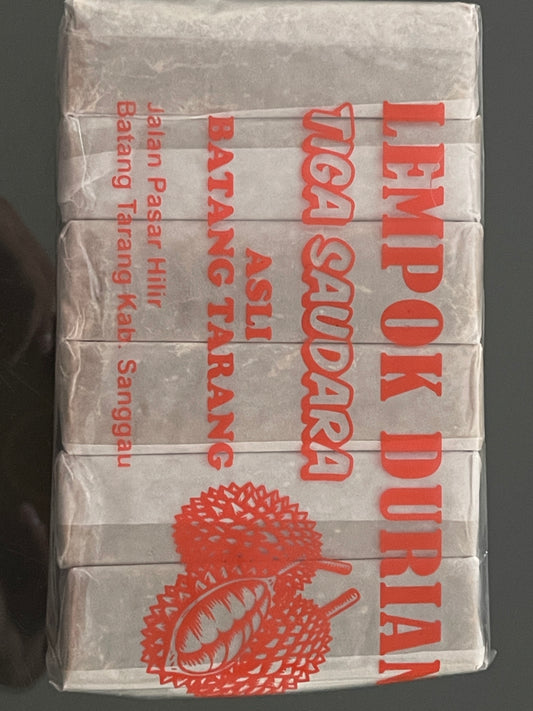 LEMPOK DURIAN
TIGA SAUDARA
ASLI
BATANG TARANG
Jalan Pasar Hilir
Batang Tarang Kab. Sanggau